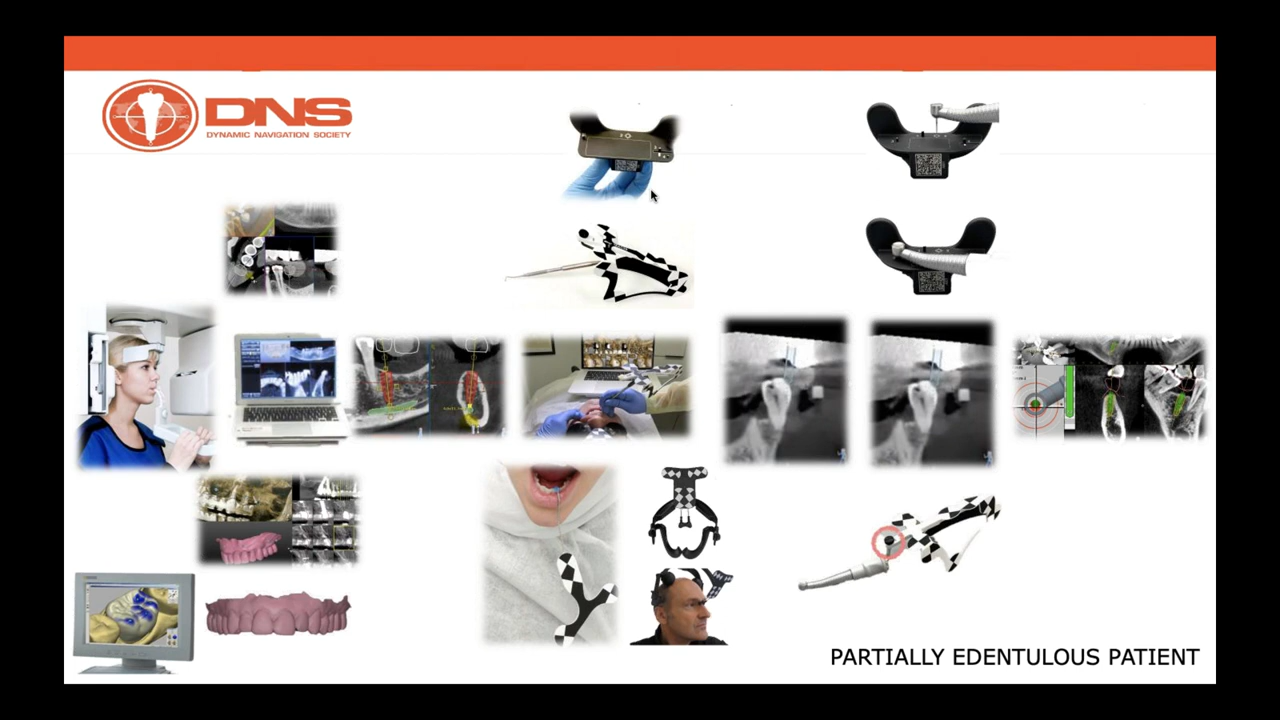 DNS
DYNAMIC NAVIGATION SOCIETY
PARTIALLY EDENTULOUS PATIENT